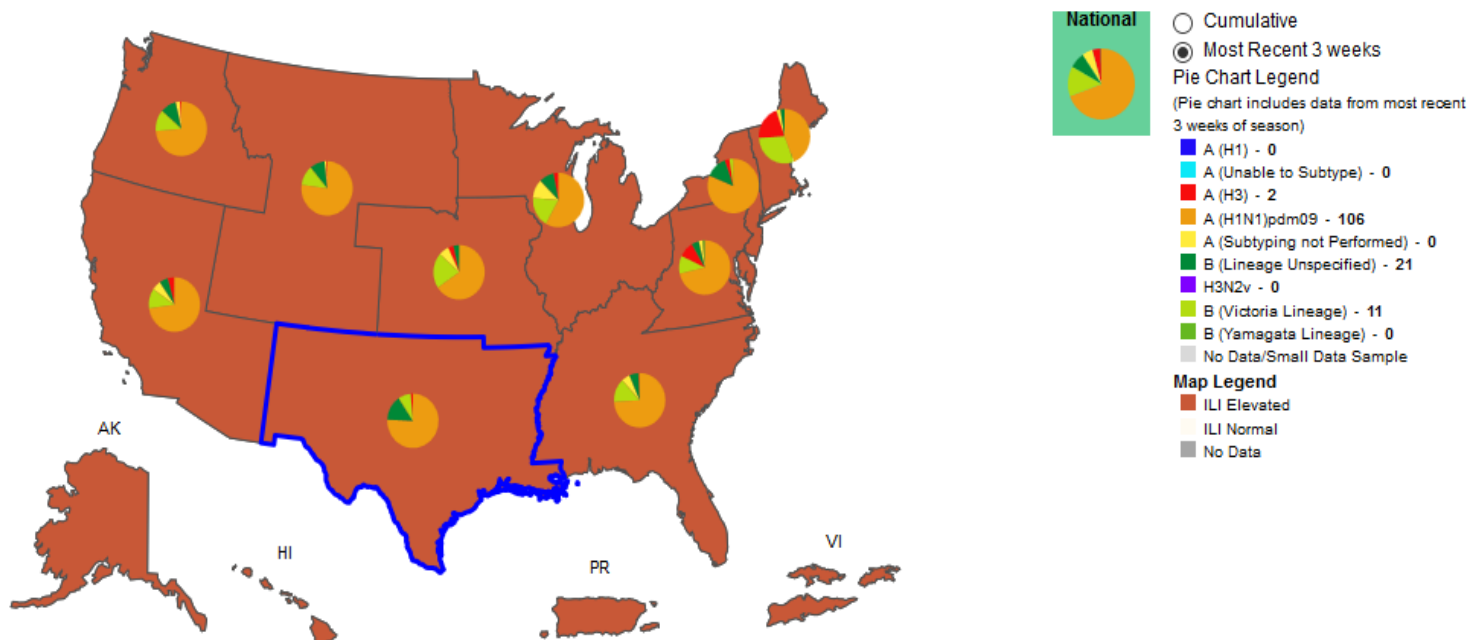 National
Cumulative
Most Recent 3 weeks
Pie Chart Legend
(Pie chart includes data from most recent
3 weeks of season)
A (H1) - 0
A (Unable to Subtype) - 0
A (H3) - 2
A (H1N1)pdm09 - 106
A (Subtyping not Performed) - 0
B (Lineage Unspecified) - 21
H3N2v - 0
B (Victoria Lineage) - 11
B (Yamagata Lineage) - 0
No Data/Small Data Sample
Map Legend
ILI Elevated
ILI Normal
No Data
AK
HI
PR
VI